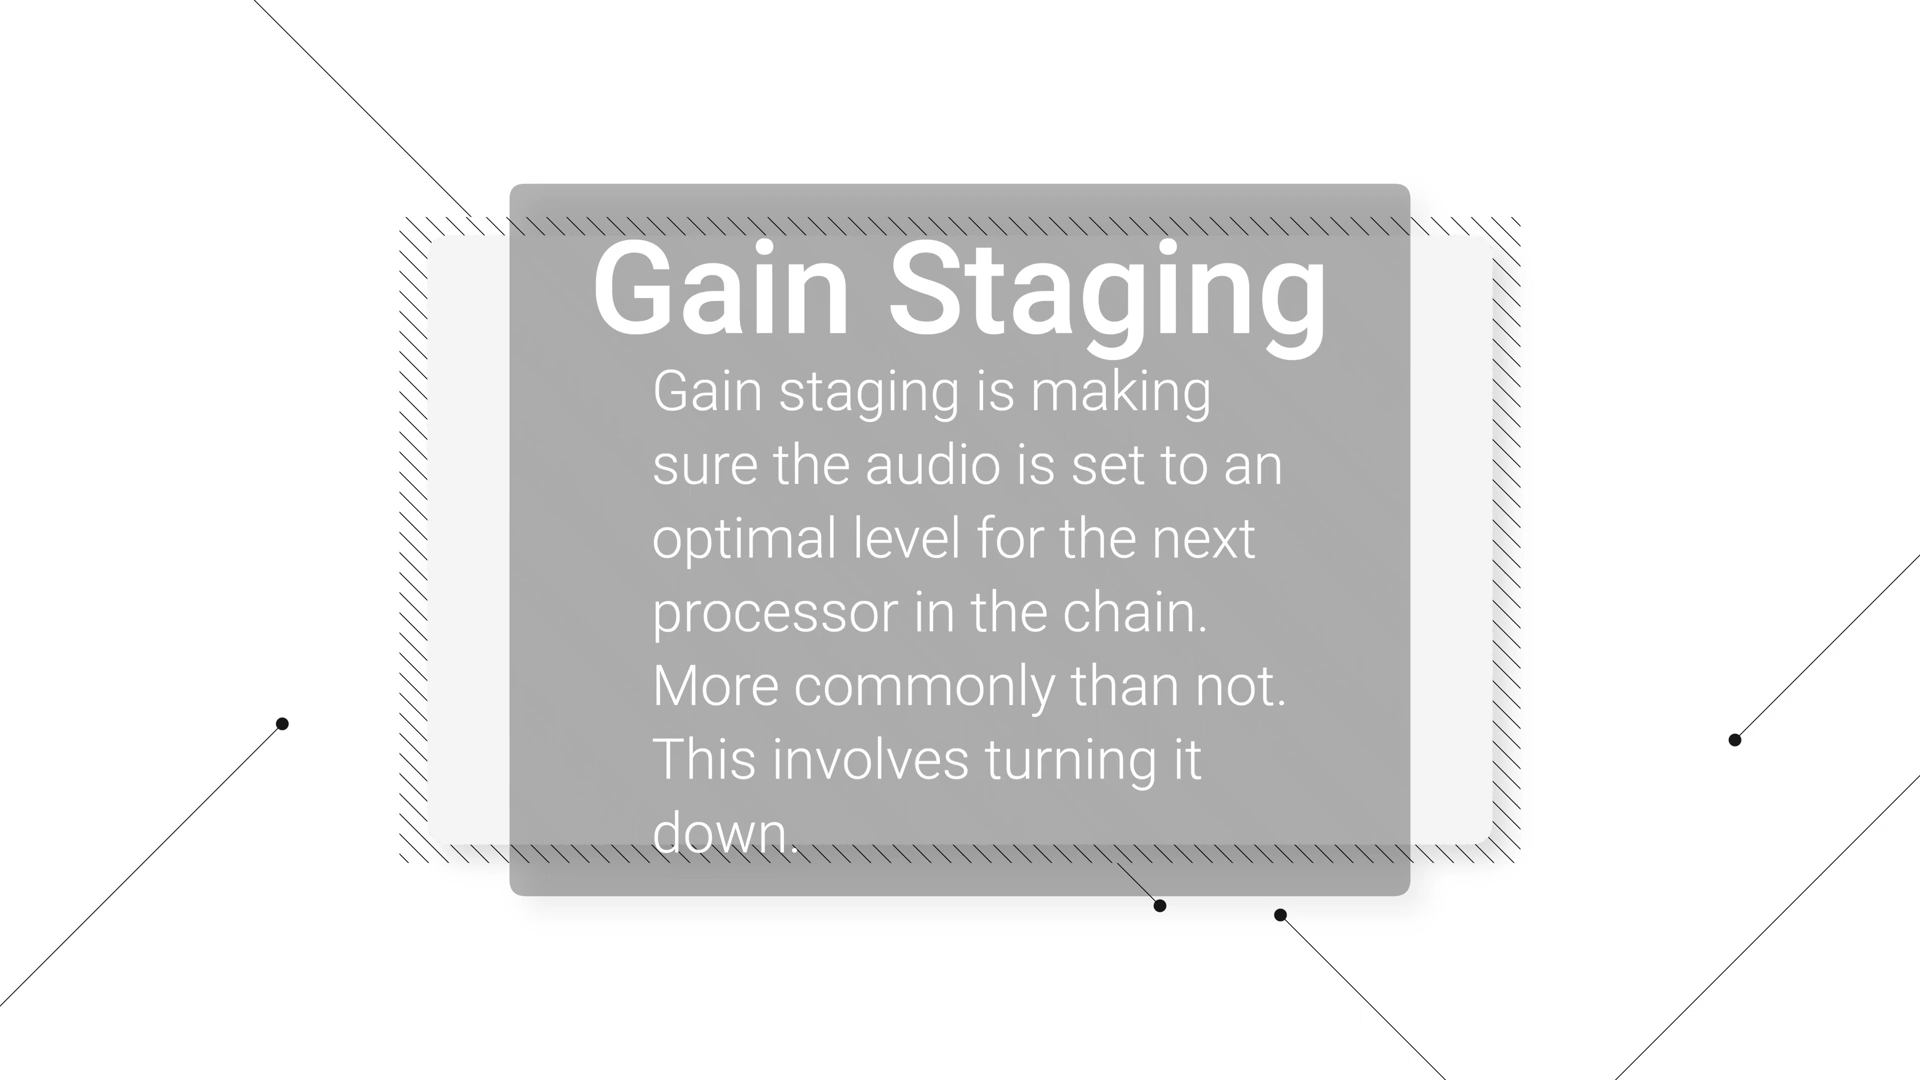 Gain Staging
Gain staging is making
sure the audio is set to an
optimal level for the next
processor in the chain.
More commonly than not.
This involves turning it
down.